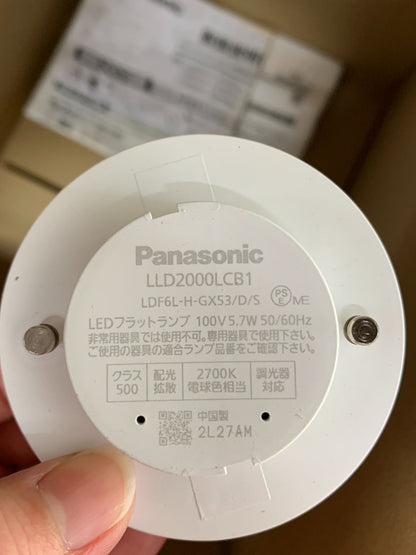 Panasonic
LLD2000LCB1
LDF6L-H-GX53/D/S
PS
E
ME
LEDフラットランプ 100V 5.7W 50/60Hz
非常用器具では使用不可。専用器具で使用下さい。
ご使用の器具の適合ランプ品番をご確認下さい。
クラス 配光 2700K 調光器
500 拡散 電球色相当 対応
中国製
2L27AM